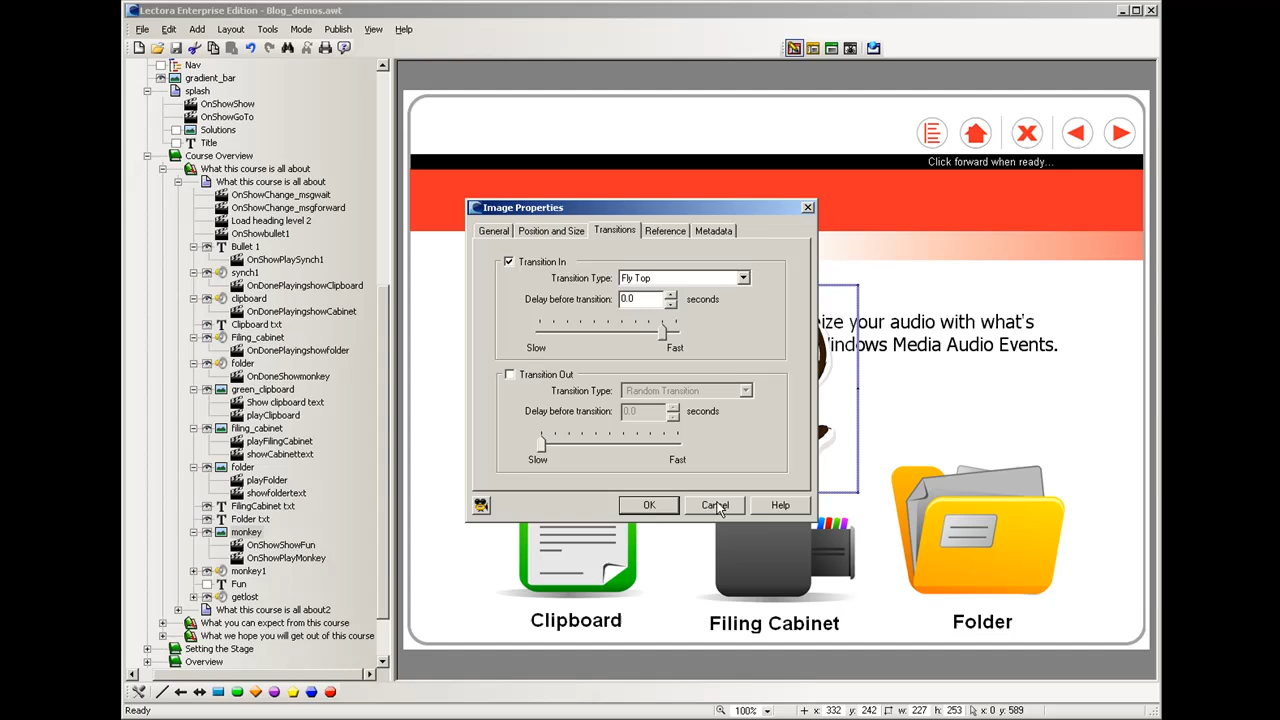 Lectora Enterprise Edition - Blog_demos.awt
File Edit Add Layout Tools Mode Publish View Help
Nav
gradient_bar
splash
OnShowShow
OnShowGoTo
Solutions
Title
Course Overview
What this course is all about
What this course is all about
OnShowChange_msgwait
OnShowChange_msgforward
Load heading level 2
OnShowbullet1
Bullet 1
OnShowPlaySynch1
synch1
OnDonePlayingshowClipboard
clipboard
OnDonePlayingshowCabinet
Clipboard txt
Filing_cabinet
OnDonePlayingshowfolder
folder
OnDoneShowmonkey
green_clipboard
Show clipboard text
playClipboard
filing_cabinet
playFilingCabinet
showCabinettext
folder
playFolder
showfoldertext
FilingCabinet txt
Folder txt
monkey
OnShowShowFun
OnShowPlayMonkey
monkey1
Fun
getlost
What this course is all about2
What you can expect from this course
What we hope you will get out of this course
Setting the Stage
Overview
Click forward when ready...
Image Properties
General Position and Size Transitions Reference Metadata
Transition In
Transition Type: Fly Top
Delay before transition: 0.0 seconds
Slow Fast
Transition Out
Transition Type: Random Transition
Delay before transition: 0.0 seconds
Slow Fast
OK Cancel Help
ize your audio with what's
Windows Media Audio Events.
Clipboard
Filing Cabinet
Folder
Ready 100% x: 332 y: 242 w: 227 h: 253 x: 0 y: 589